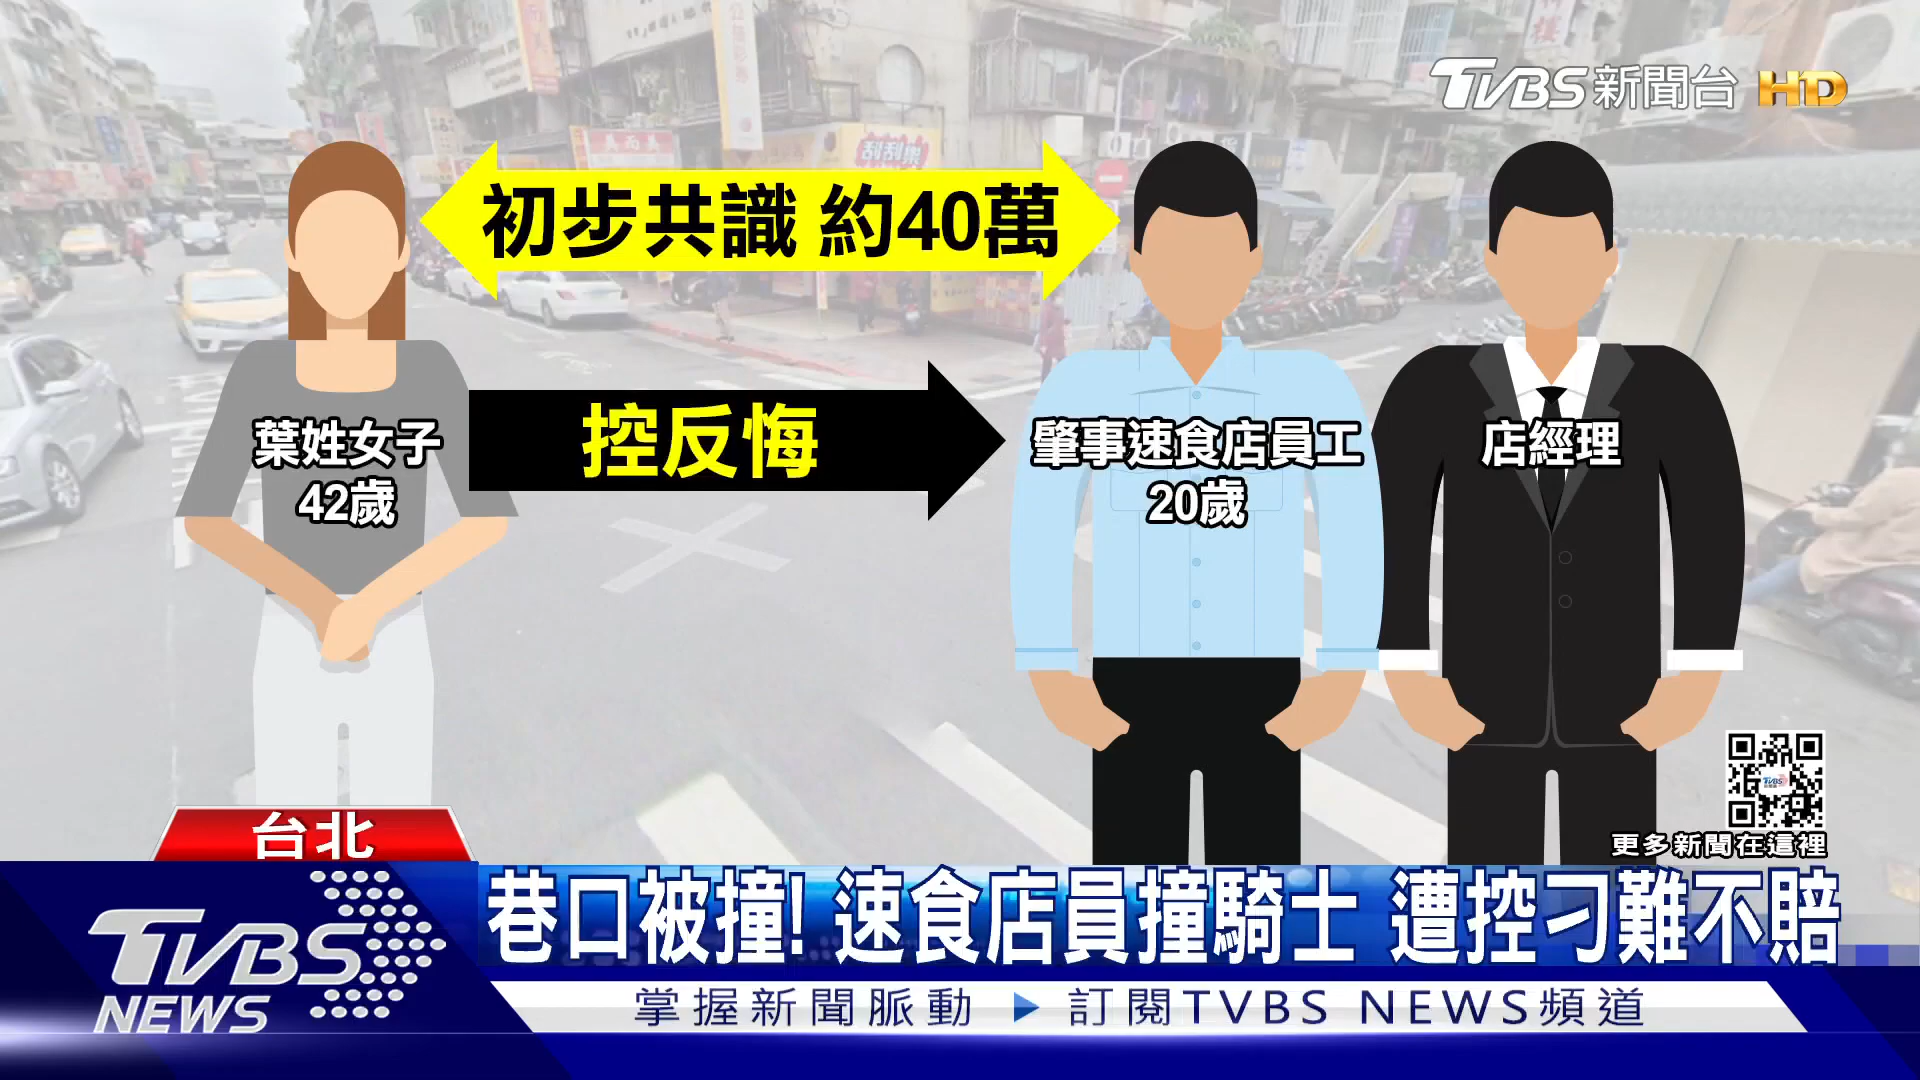 TVBS新聞台 HD
刮刮樂
初步共識 約40萬
控反悔
葉姓女子
42歲
肇事速食店員工
20歲
店經理
TVBS
更多新聞在這裡
台北
巷口被撞! 速食店員撞騎士 遭控刁難不賠
TVBS
NEWS
掌握新聞脈動 ▶ 訂閱TVBS NEWS頻道